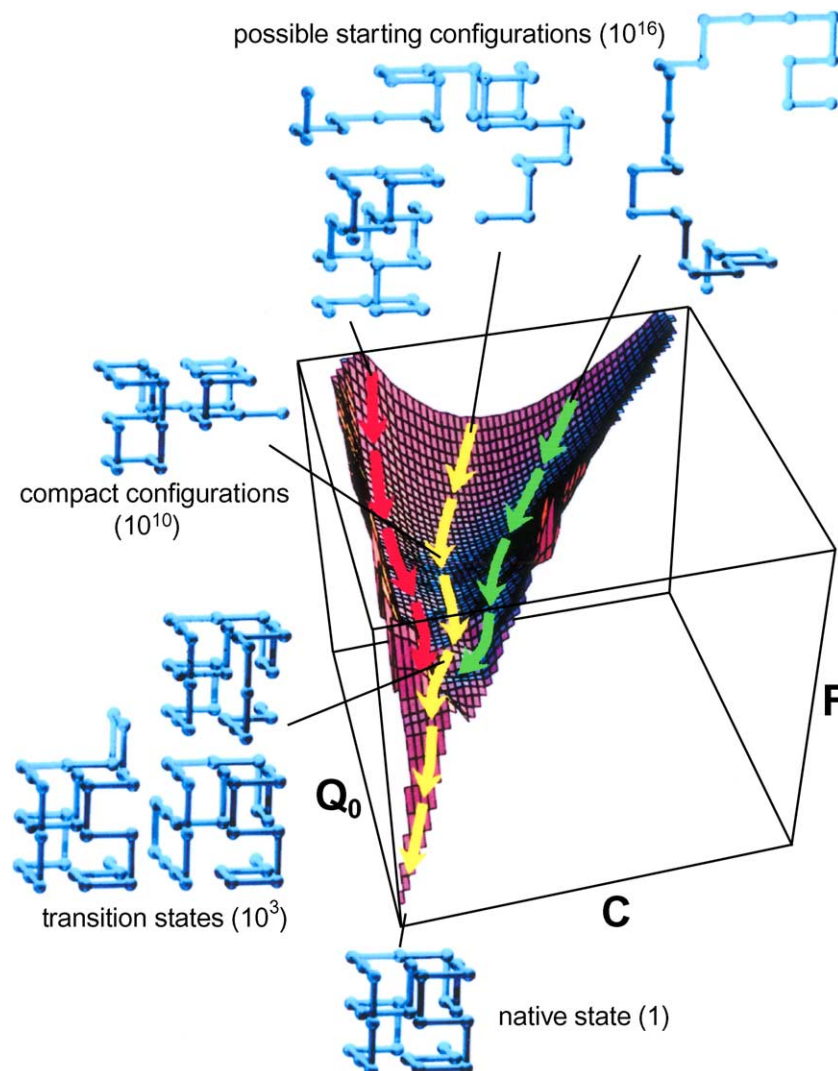 possible starting configurations (10¹⁶)
compact configurations
(10¹⁰)
F
Q₀
C
transition states (10³)
native state (1)